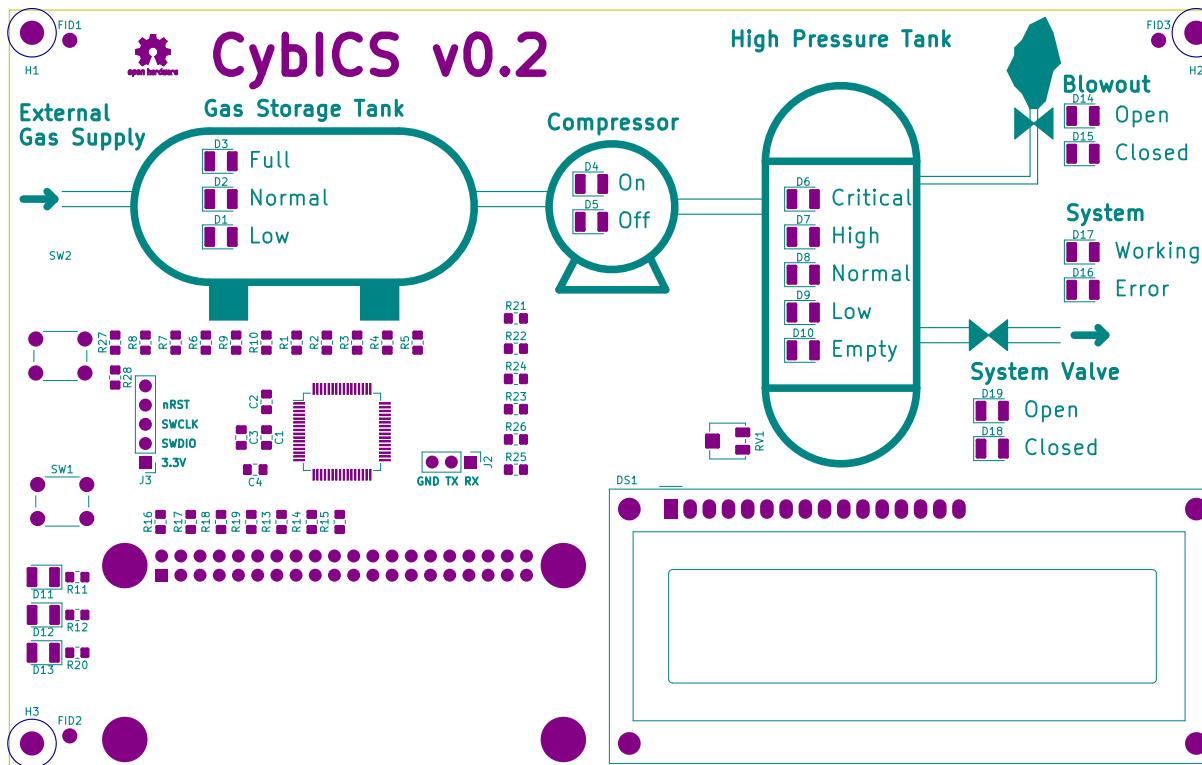 FID1
H1
open hardware
CybICS v0.2
High Pressure Tank
FID3
H2
External
Gas Supply
Gas Storage Tank
Compressor
Blowout
D14
Open
D15
Closed
D3
Full
D2
Normal
D1
Low
D4
On
D5
Off
D6
Critical
D7
High
D8
Normal
D9
Low
D10
Empty
System
D17
Working
D16
Error
SW2
System Valve
D19
Open
D18
Closed
R27
R8
R7
R6
R9
R10
R1
R2
R3
R4
R5
R21
R22
R24
R23
R26
R25
R28
nRST
SWCLK
SWDIO
3.3V
J3
C2
C3
C1
C4
J2
GND TX RX
RV1
SW1
DS1
R16
R17
R18
R19
R13
R14
R15
D11
R11
D12
R12
D13
R20
H3
FID2